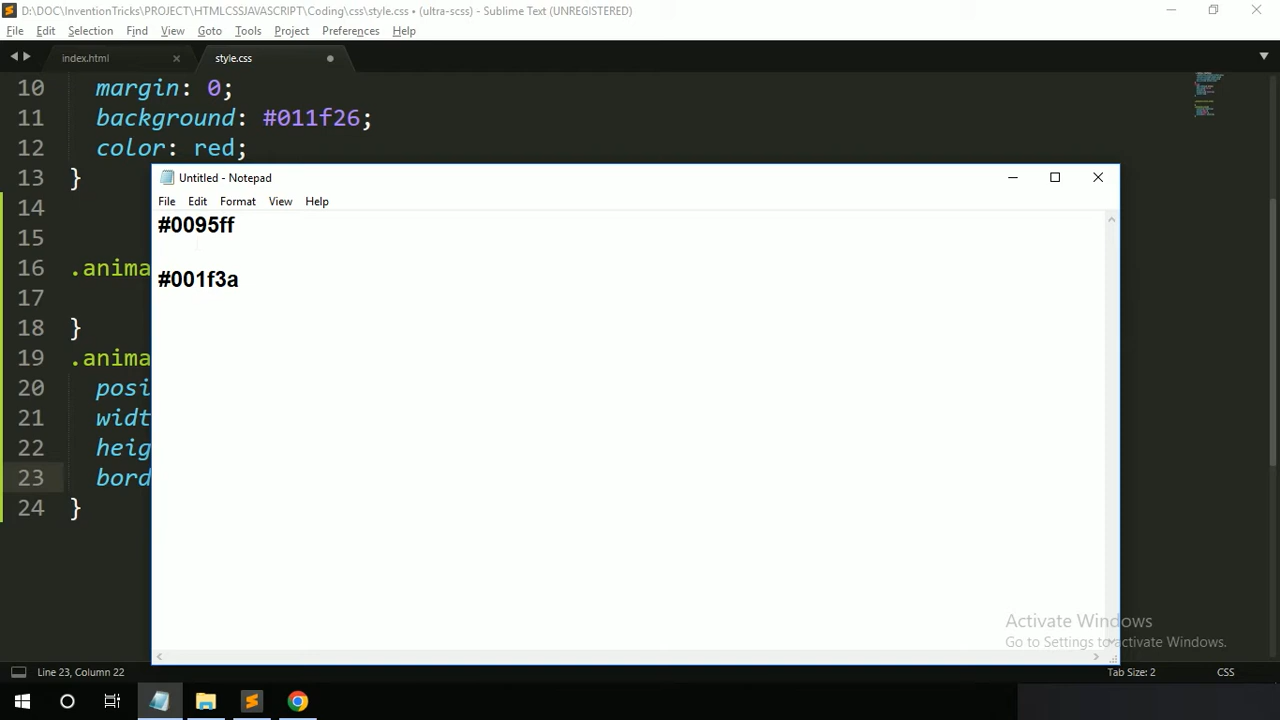 D:\DOC\InventionTricks\PROJECT\HTMLCSSJAVASCRIPT\Coding\css\style.css • (ultra-scss) - Sublime Text (UNREGISTERED)
File Edit Selection Find View Goto Tools Project Preferences Help
index.html style.css
10 margin: 0;
11 background: #011f26;
12 color: red;
13 }
14
15
16 .anima
17
18 }
19 .anima
20 posi
21 widt
22 heig
23 bord
24 }
Untitled - Notepad
File Edit Format View Help
#0095ff
#001f3a
Activate Windows
Go to Settings to activate Windows.
Line 23, Column 22 Tab Size: 2 CSS